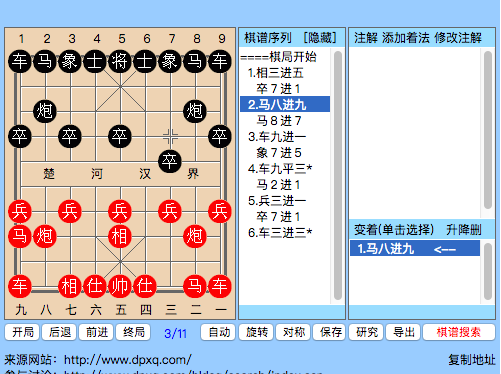 1 2 3 4 5 6 7 8 9
车 马 象 士 将 士 象 马 车
炮 炮
卒 卒 卒 卒
卒
楚 河 汉 界
兵 兵 兵 兵 兵
马 炮 相 炮
车 相 仕 帅 仕 马 车
九 八 七 六 五 四 三 二 一
棋谱序列 [隐藏]
====棋局开始
1.相三进五
卒7进1
2.马八进九
马8进7
3.车九进一
象7进5
4.车九平三*
马2进1
5.兵三进一
卒7进1
6.车三进三*
注解 添加着法 修改注解
变着(单击选择) 升降删
1.马八进九 <--
开局 后退 前进 终局 3/11 自动 旋转 对称 保存 研究 导出 棋谱搜索
来源网站: http://www.dpxq.com/ 复制地址